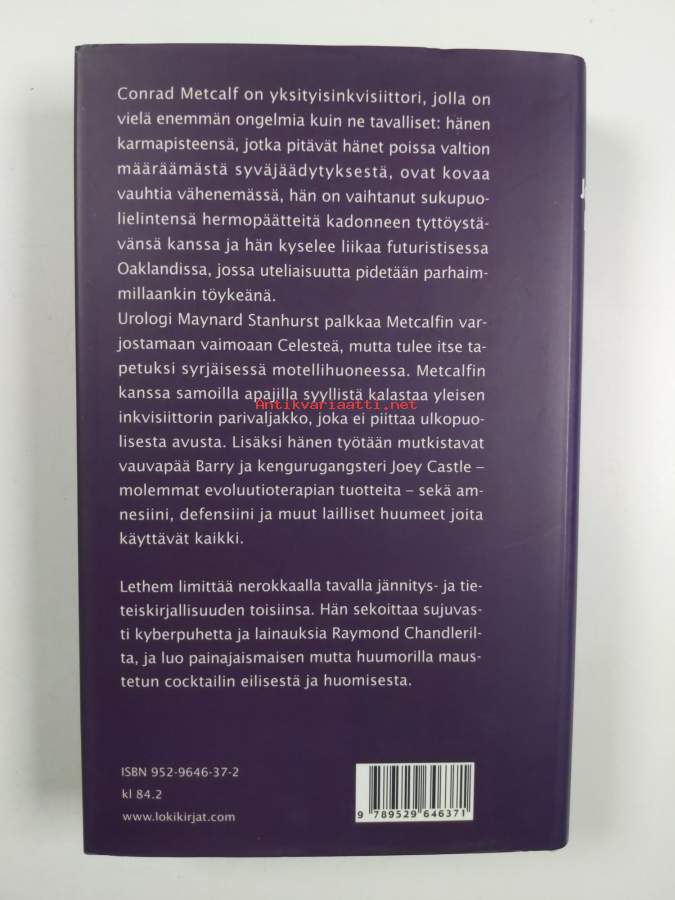 Conrad Metcalf on yksityisinkvisiittori, jolla on
vielä enemmän ongelmia kuin ne tavalliset: hänen
karmapisteensä, jotka pitävät hänet poissa valtion
määräämästä syväjäädytyksestä, ovat kovaa
vauhtia vähenemässä, hän on vaihtanut sukupuo-
lielintensä hermopäätteitä kadonneen tyttöystä-
vänsä kanssa ja hän kyselee liikaa futuristisessa
Oaklandissa, jossa uteliaisuutta pidetään parhaim-
millaankin töykeänä.
Urologi Maynard Stanhurst palkkaa Metcalfin var-
jostamaan vaimoaan Celesteä, mutta tulee itse ta-
petuksi syrjäisessä motellihuoneessa. Metcalfin
kanssa samoilla apajilla syyllistä kalastaa yleisen
Antikvariaatti.net
inkvisiittorin parivaljakko, joka ei piittaa ulkopuo-
lisesta avusta. Lisäksi hänen työtään mutkistavat
vauvapää Barry ja kengurugangsteri Joey Castle –
molemmat evoluutioterapian tuotteita – sekä am-
nesiini, defensiini ja muut lailliset huumeet joita
käyttävät kaikki.
Lethem limittää nerokkaalla tavalla jännitys- ja tie-
teiskirjallisuuden toisiinsa. Hän sekoittaa sujuvas-
ti kyberpuhetta ja lainauksia Raymond Chandleril-
ta, ja luo painajaismaisen mutta huumorilla maus-
tetun cocktailin eilisestä ja huomisesta.
ISBN 952-9646-37-2
kl 84.2
www.lokikirjat.com
9 789529 646371